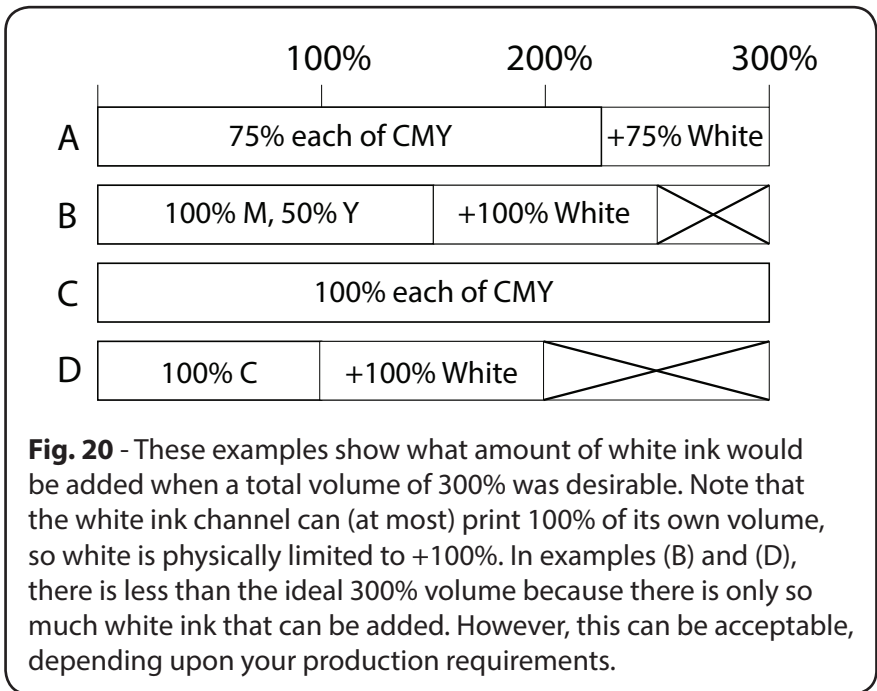 100% 200% 300%
A 75% each of CMY +75% White
B 100% M, 50% Y +100% White
C 100% each of CMY
D 100% C +100% White
Fig. 20 - These examples show what amount of white ink would
be added when a total volume of 300% was desirable. Note that
the white ink channel can (at most) print 100% of its own volume,
so white is physically limited to +100%. In examples (B) and (D),
there is less than the ideal 300% volume because there is only so
much white ink that can be added. However, this can be acceptable,
depending upon your production requirements.